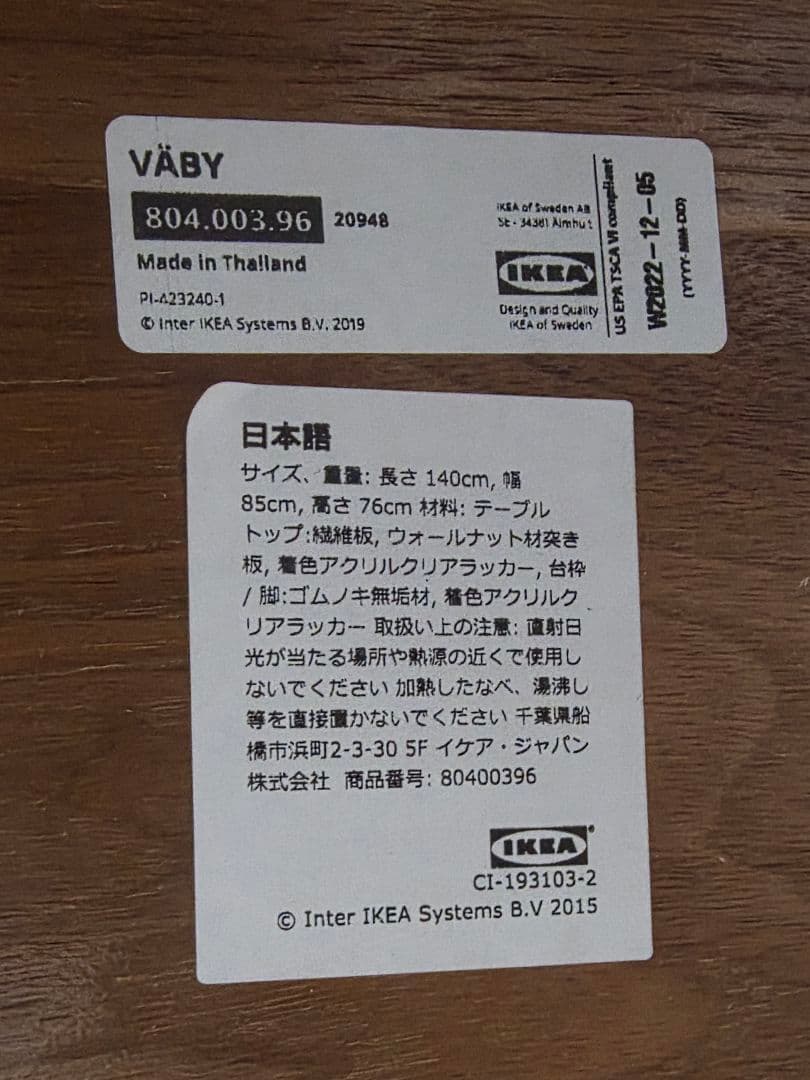 VÄBY
804.003.96 20948
Made in Thailand
PI-423240-1
© Inter IKEA Systems B.V. 2019
IKEA of Sweden AB
SE - 34381 Älmhult
IKEA
Design and Quality
IKEA of Sweden
US EPA TSCA VI compliant
W2022-12-05
(YYYY-MM-DD)
日本語
サイズ、重量: 長さ 140cm, 幅
85cm, 高さ 76cm 材料: テーブル
トップ:繊維板, ウォールナット材突き
板, 着色アクリルクリアラッカー, 台枠
/ 脚:ゴムノキ無垢材, 着色アクリルク
リアラッカー 取扱い上の注意: 直射日
光が当たる場所や熱源の近くで使用し
ないでください 加熱したなべ、湯沸し
等を直接置かないでください 千葉県船
橋市浜町2-3-30 5F イケア・ジャパン
株式会社 商品番号: 80400396
IKEA
CI-193103-2
© Inter IKEA Systems B.V 2015